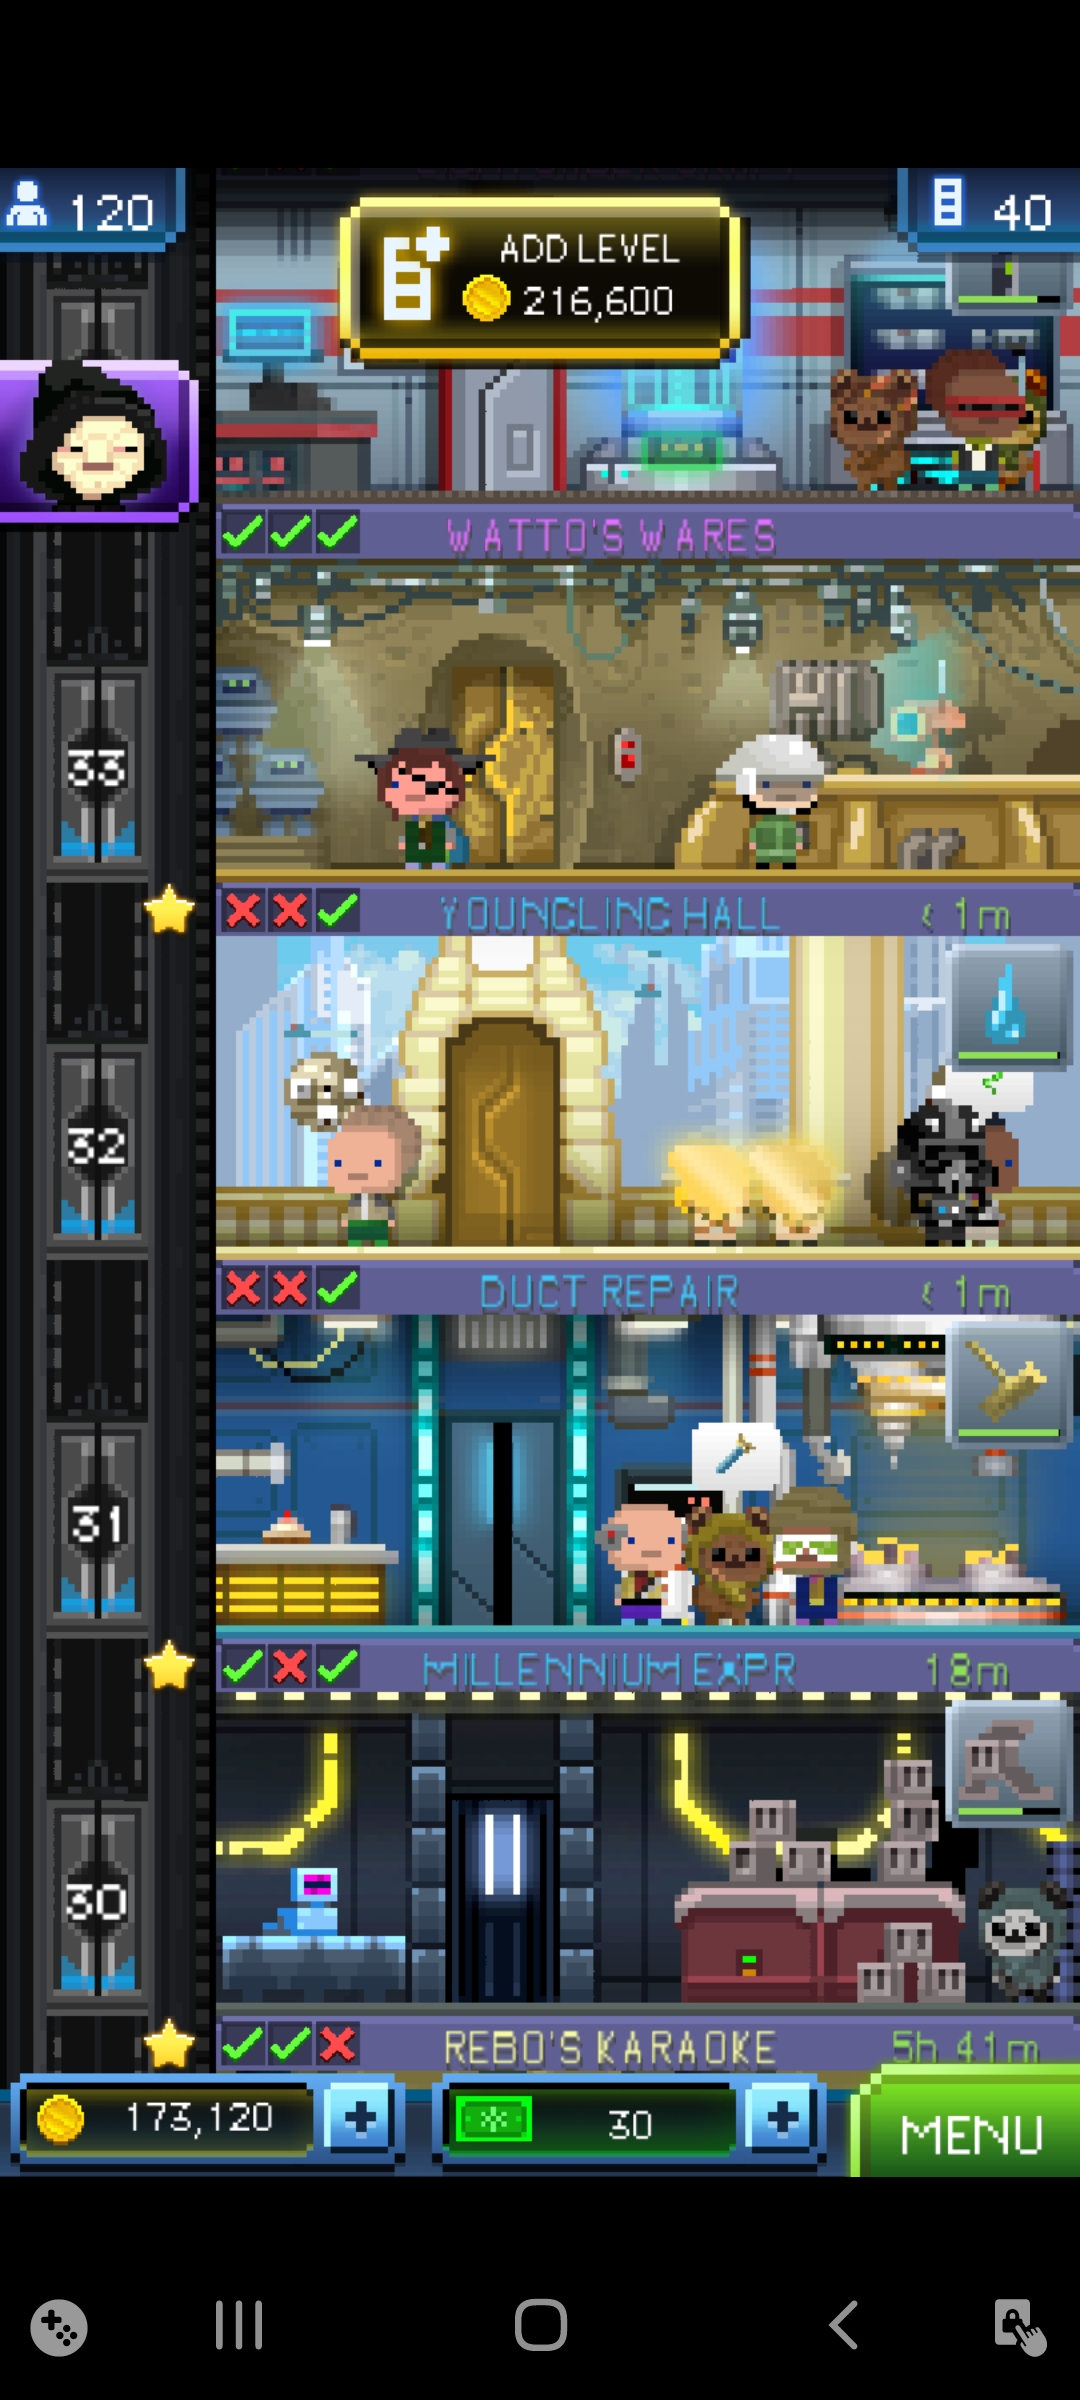 120
ADD LEVEL
216,600
40
WATTO'S WARES
33
YOUNGLING HALL < 1m
32
DUCT REPAIR < 1m
31
MILLENNIUM EXPR 18m
30
REBO'S KARAOKE 5h 41m
173,120
30
MENU